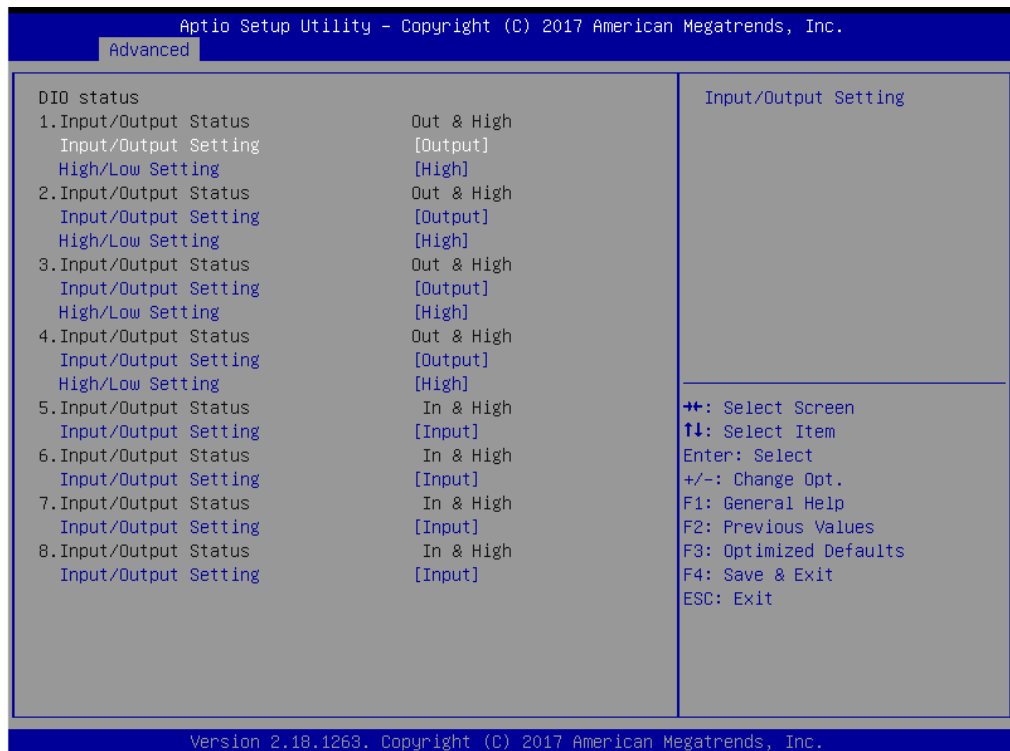 Aptio Setup Utility – Copyright (C) 2017 American Megatrends, Inc.
Advanced
DIO status
1.Input/Output Status Out & High
Input/Output Setting [Output]
High/Low Setting [High]
2.Input/Output Status Out & High
Input/Output Setting [Output]
High/Low Setting [High]
3.Input/Output Status Out & High
Input/Output Setting [Output]
High/Low Setting [High]
4.Input/Output Status Out & High
Input/Output Setting [Output]
High/Low Setting [High]
5.Input/Output Status In & High
Input/Output Setting [Input]
6.Input/Output Status In & High
Input/Output Setting [Input]
7.Input/Output Status In & High
Input/Output Setting [Input]
8.Input/Output Status In & High
Input/Output Setting [Input]
Input/Output Setting
→←: Select Screen
↑↓: Select Item
Enter: Select
+/-: Change Opt.
F1: General Help
F2: Previous Values
F3: Optimized Defaults
F4: Save & Exit
ESC: Exit
Version 2.18.1263. Copyright (C) 2017 American Megatrends, Inc.